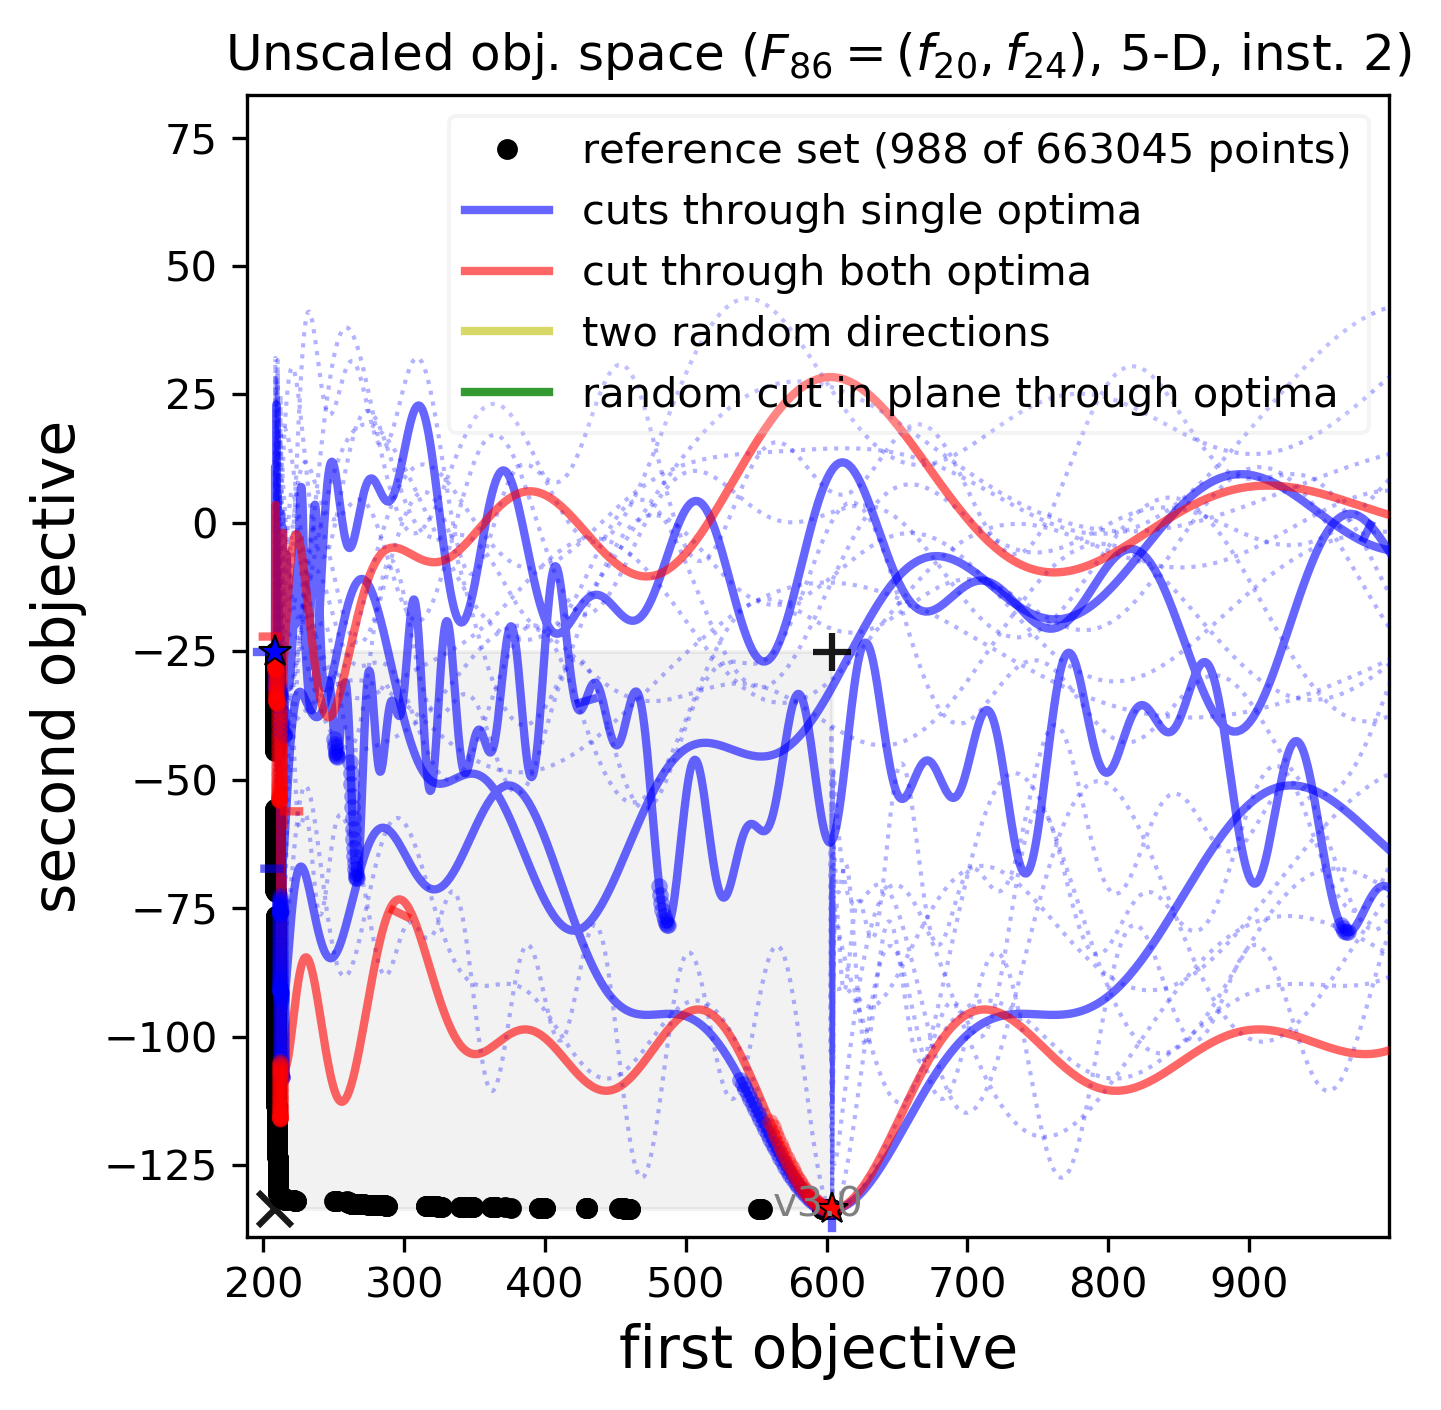 Unscaled obj. space (F86 = (f20, f24), 5-D, inst. 2)
reference set (988 of 663045 points)
cuts through single optima
cut through both optima
two random directions
random cut in plane through optima
second objective
75
50
25
0
−25
−50
−75
−100
−125
v3.0
200 300 400 500 600 700 800 900
first objective